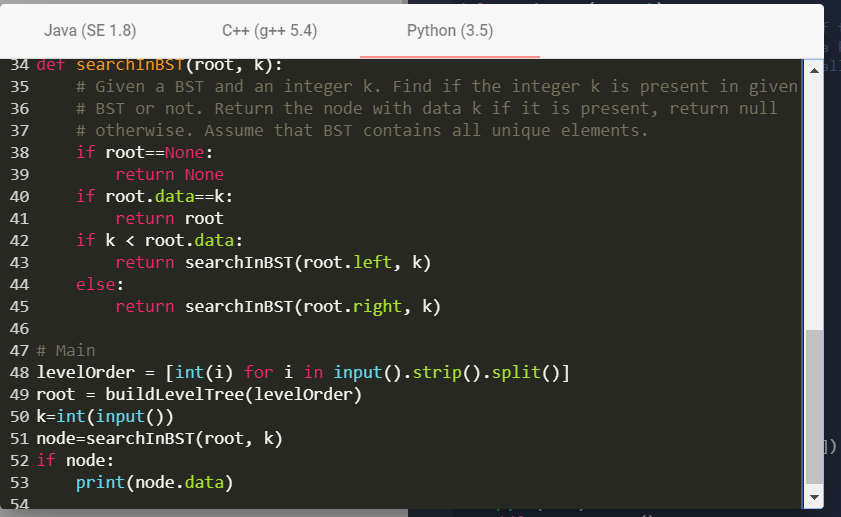 Java (SE 1.8) C++ (g++ 5.4) Python (3.5)
34 def searchInBST(root, k):
35     # Given a BST and an integer k. Find if the integer k is present in given
36     # BST or not. Return the node with data k if it is present, return null
37     # otherwise. Assume that BST contains all unique elements.
38     if root==None:
39         return None
40     if root.data==k:
41         return root
42     if k < root.data:
43         return searchInBST(root.left, k)
44     else:
45         return searchInBST(root.right, k)
46
47 # Main
48 levelOrder = [int(i) for i in input().strip().split()]
49 root = buildLevelTree(levelOrder)
50 k=int(input())
51 node=searchInBST(root, k)
52 if node:
53     print(node.data)
54
])